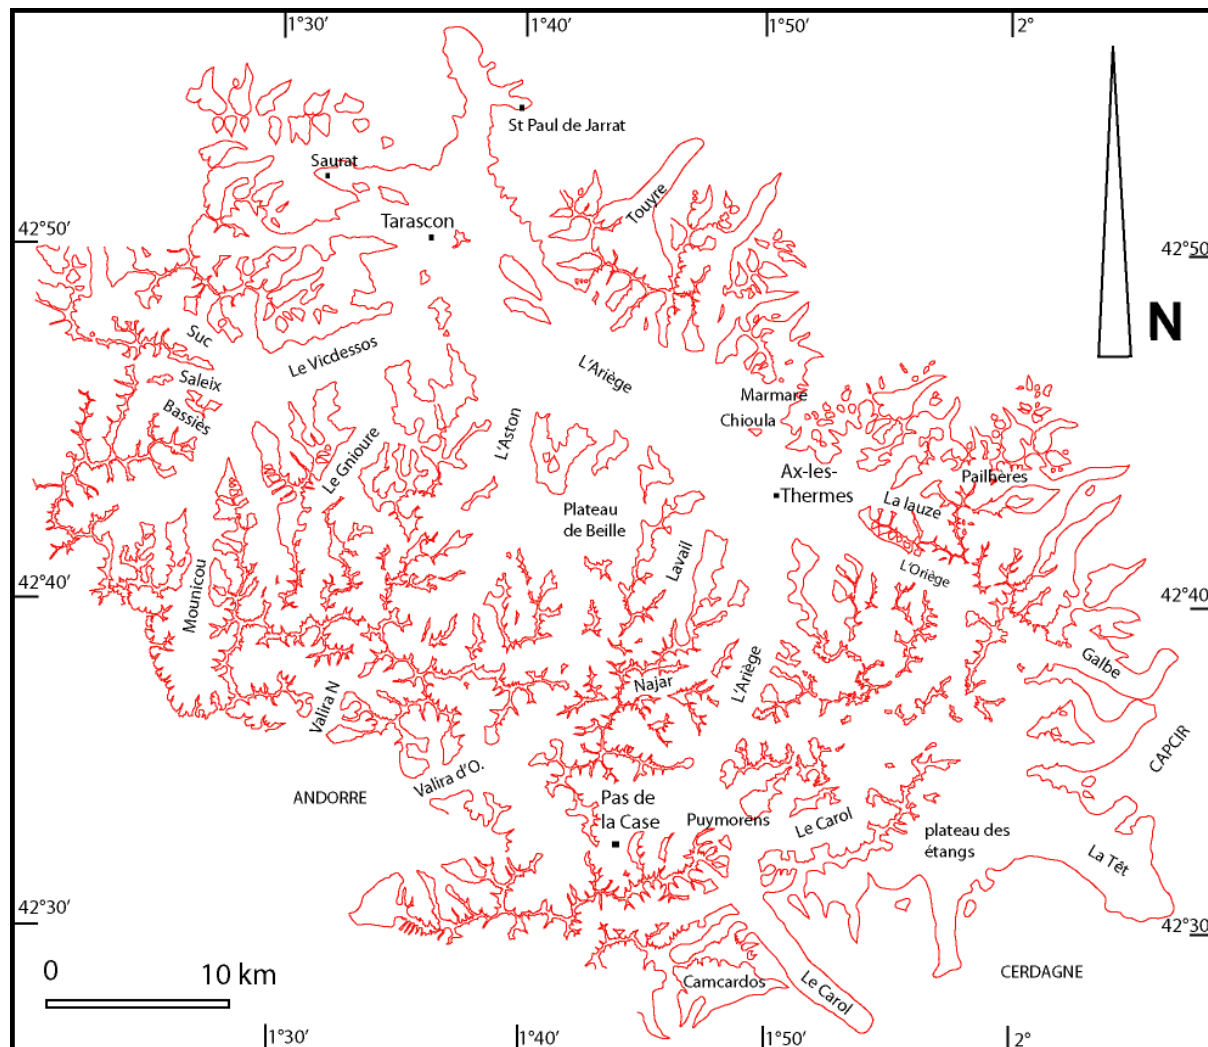 1°30′
1°40′
1°50′
2°
St Paul de Jarrat
Saurat
Touyre
Tarascon
42°50′
42°50′
N
Suc
Le Vicdessos
L'Ariège
Saleix
Marmare
Bassiès
Chioula
L'Aston
Le Gnioure
Ax-les-
Thermes
Pailhères
La lauze
Plateau
de Beille
Lavail
L'Oriège
Mounicou
42°40′
42°40′
Galbe
L'Ariège
Najar
Valira N
CAPCIR
Valira d'O.
ANDORRE
Pas de
la Case
Puymorens
Le Carol
plateau des
étangs
La Têt
42°30′
42°30′
0
10 km
Camcardos
Le Carol
CERDAGNE
1°30′
1°40′
1°50′
2°